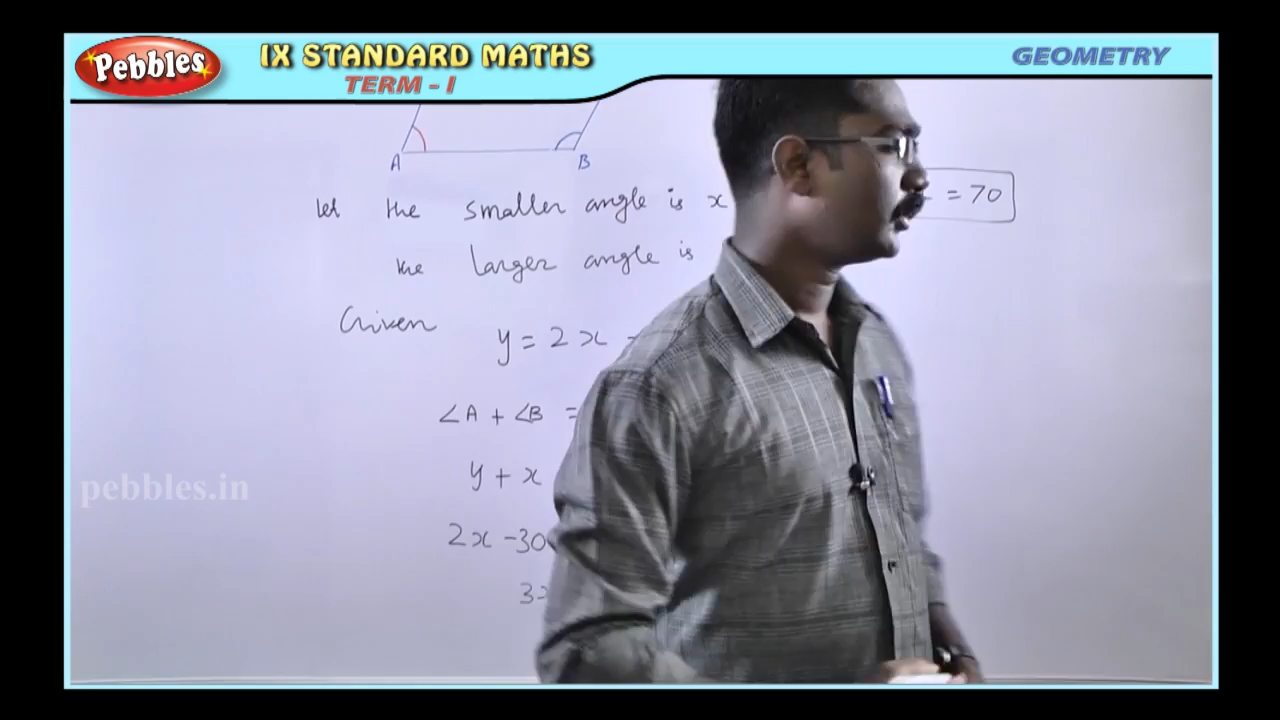 Pebbles
IX STANDARD MATHS
TERM - I
GEOMETRY
A B
let the smaller angle is x
= 70
the larger angle is
Given y = 2x -
∠A + ∠B =
y + x
pebbles.in
2x - 30